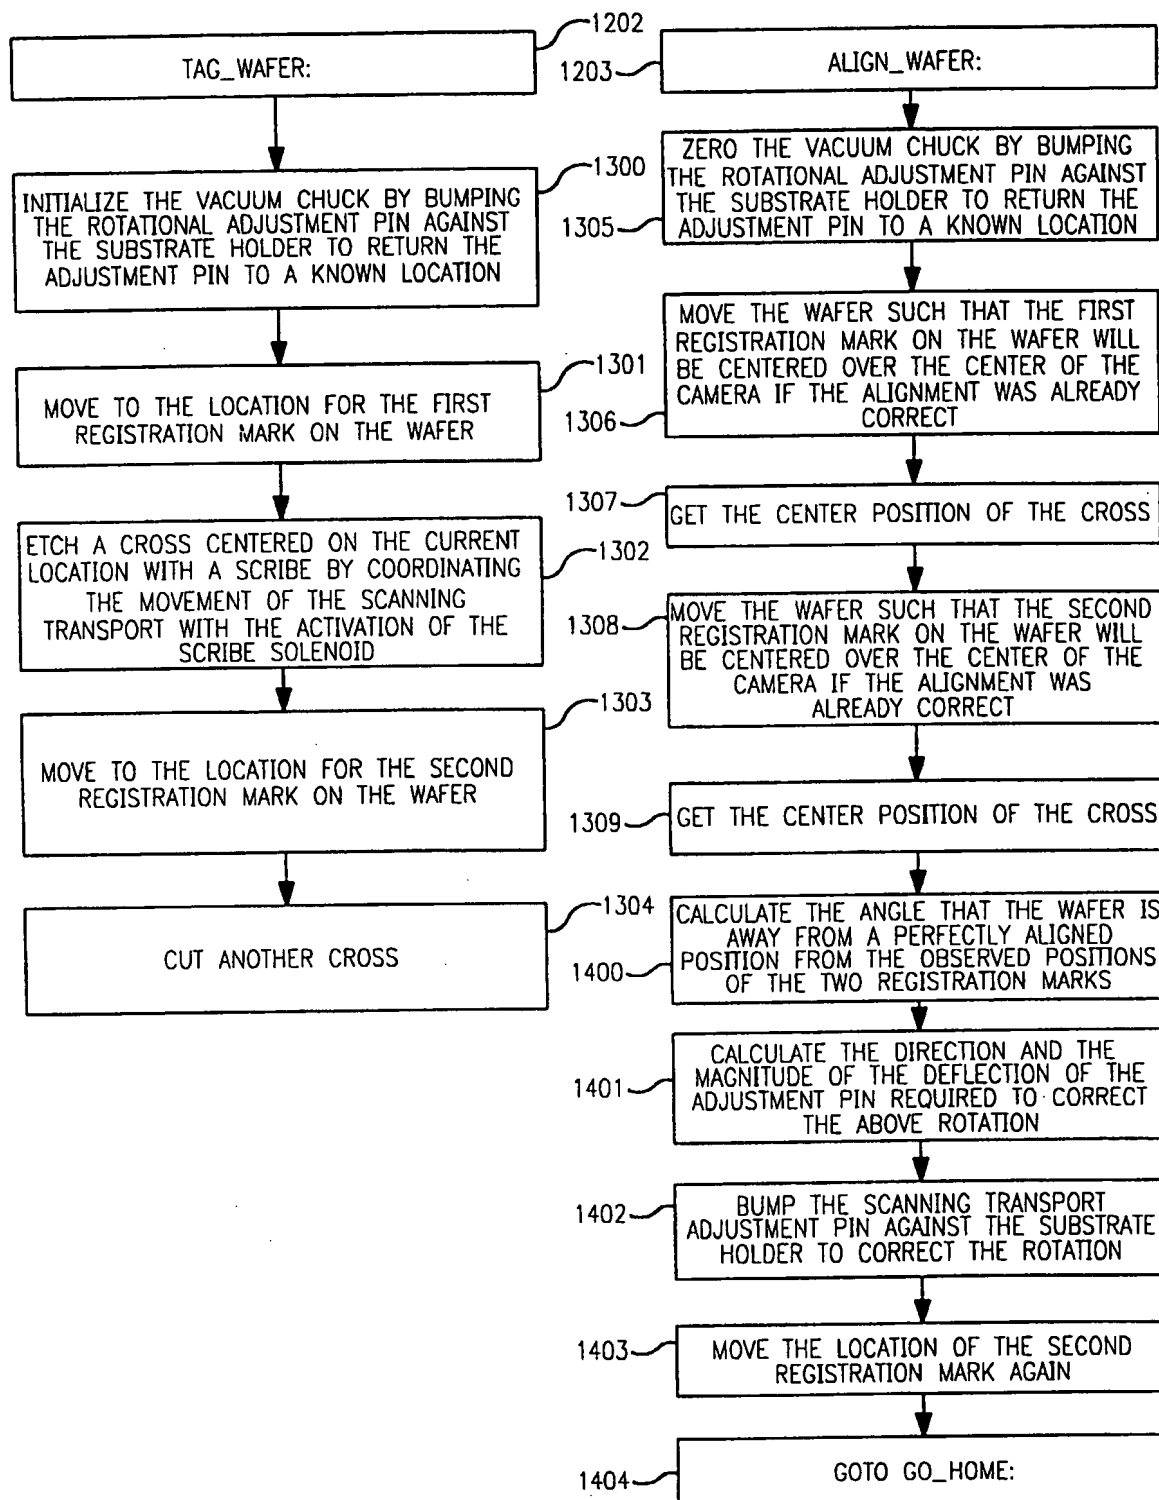 1202
TAG_WAFER:
1300
INITIALIZE THE VACUUM CHUCK BY BUMPING
THE ROTATIONAL ADJUSTMENT PIN AGAINST
THE SUBSTRATE HOLDER TO RETURN THE
ADJUSTMENT PIN TO A KNOWN LOCATION
1301
MOVE TO THE LOCATION FOR THE FIRST
REGISTRATION MARK ON THE WAFER
1302
ETCH A CROSS CENTERED ON THE CURRENT
LOCATION WITH A SCRIBE BY COORDINATING
THE MOVEMENT OF THE SCANNING
TRANSPORT WITH THE ACTIVATION OF THE
SCRIBE SOLENOID
1303
MOVE TO THE LOCATION FOR THE SECOND
REGISTRATION MARK ON THE WAFER
1304
CUT ANOTHER CROSS
1203
ALIGN_WAFER:
1305
ZERO THE VACUUM CHUCK BY BUMPING
THE ROTATIONAL ADJUSTMENT PIN AGAINST
THE SUBSTRATE HOLDER TO RETURN THE
ADJUSTMENT PIN TO A KNOWN LOCATION
1306
MOVE THE WAFER SUCH THAT THE FIRST
REGISTRATION MARK ON THE WAFER WILL
BE CENTERED OVER THE CENTER OF THE
CAMERA IF THE ALIGNMENT WAS ALREADY
CORRECT
1307
GET THE CENTER POSITION OF THE CROSS
1308
MOVE THE WAFER SUCH THAT THE SECOND
REGISTRATION MARK ON THE WAFER WILL
BE CENTERED OVER THE CENTER OF THE
CAMERA IF THE ALIGNMENT WAS
ALREADY CORRECT
1309
GET THE CENTER POSITION OF THE CROSS
1400
CALCULATE THE ANGLE THAT THE WAFER IS
AWAY FROM A PERFECTLY ALIGNED
POSITION FROM THE OBSERVED POSITIONS
OF THE TWO REGISTRATION MARKS
1401
CALCULATE THE DIRECTION AND THE
MAGNITUDE OF THE DEFLECTION OF THE
ADJUSTMENT PIN REQUIRED TO CORRECT
THE ABOVE ROTATION
1402
BUMP THE SCANNING TRANSPORT
ADJUSTMENT PIN AGAINST THE SUBSTRATE
HOLDER TO CORRECT THE ROTATION
1403
MOVE THE LOCATION OF THE SECOND
REGISTRATION MARK AGAIN
1404
GOTO GO_HOME: